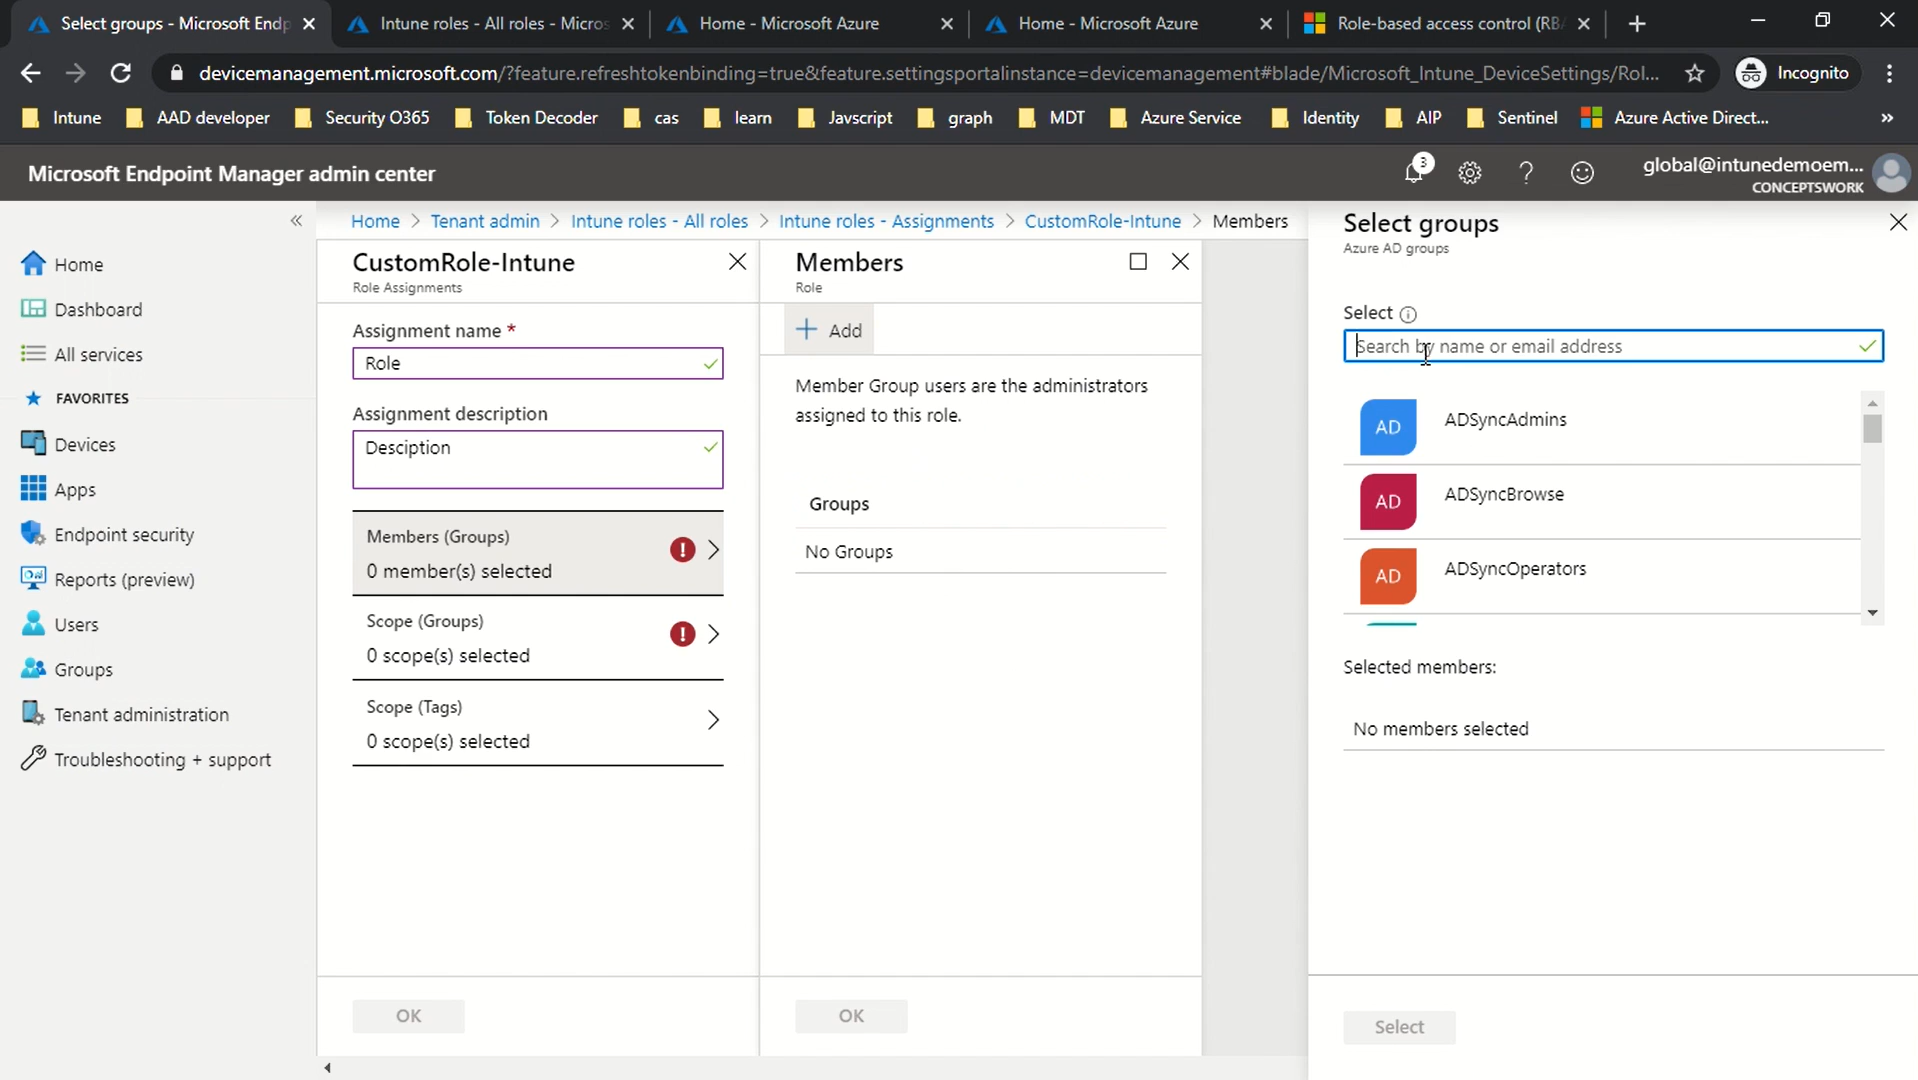 Select groups - Microsoft Endp
Intune roles - All roles - Micros
Home - Microsoft Azure
Home - Microsoft Azure
Role-based access control (RBA
devicemanagement.microsoft.com/?feature.refreshtokenbinding=true&feature.settingsportalinstance=devicemanagement#blade/Microsoft_Intune_DeviceSettings/Rol...
Incognito
Intune
AAD developer
Security O365
Token Decoder
cas
learn
Javscript
graph
MDT
Azure Service
Identity
AIP
Sentinel
Azure Active Direct...
»
Microsoft Endpoint Manager admin center
3
global@intunedemoem...
CONCEPTSWORK
«
Home
Dashboard
All services
FAVORITES
Devices
Apps
Endpoint security
Reports (preview)
Users
Groups
Tenant administration
Troubleshooting + support
Home > Tenant admin > Intune roles - All roles > Intune roles - Assignments > CustomRole-Intune > Members
CustomRole-Intune
Role Assignments
Assignment name *
Role
Assignment description
Desciption
Members (Groups)
0 member(s) selected
Scope (Groups)
0 scope(s) selected
Scope (Tags)
0 scope(s) selected
OK
Members
Role
+ Add
Member Group users are the administrators
assigned to this role.
Groups
No Groups
OK
Select groups
Azure AD groups
Select
Search by name or email address
AD
ADSyncAdmins
AD
ADSyncBrowse
AD
ADSyncOperators
Selected members:
No members selected
Select